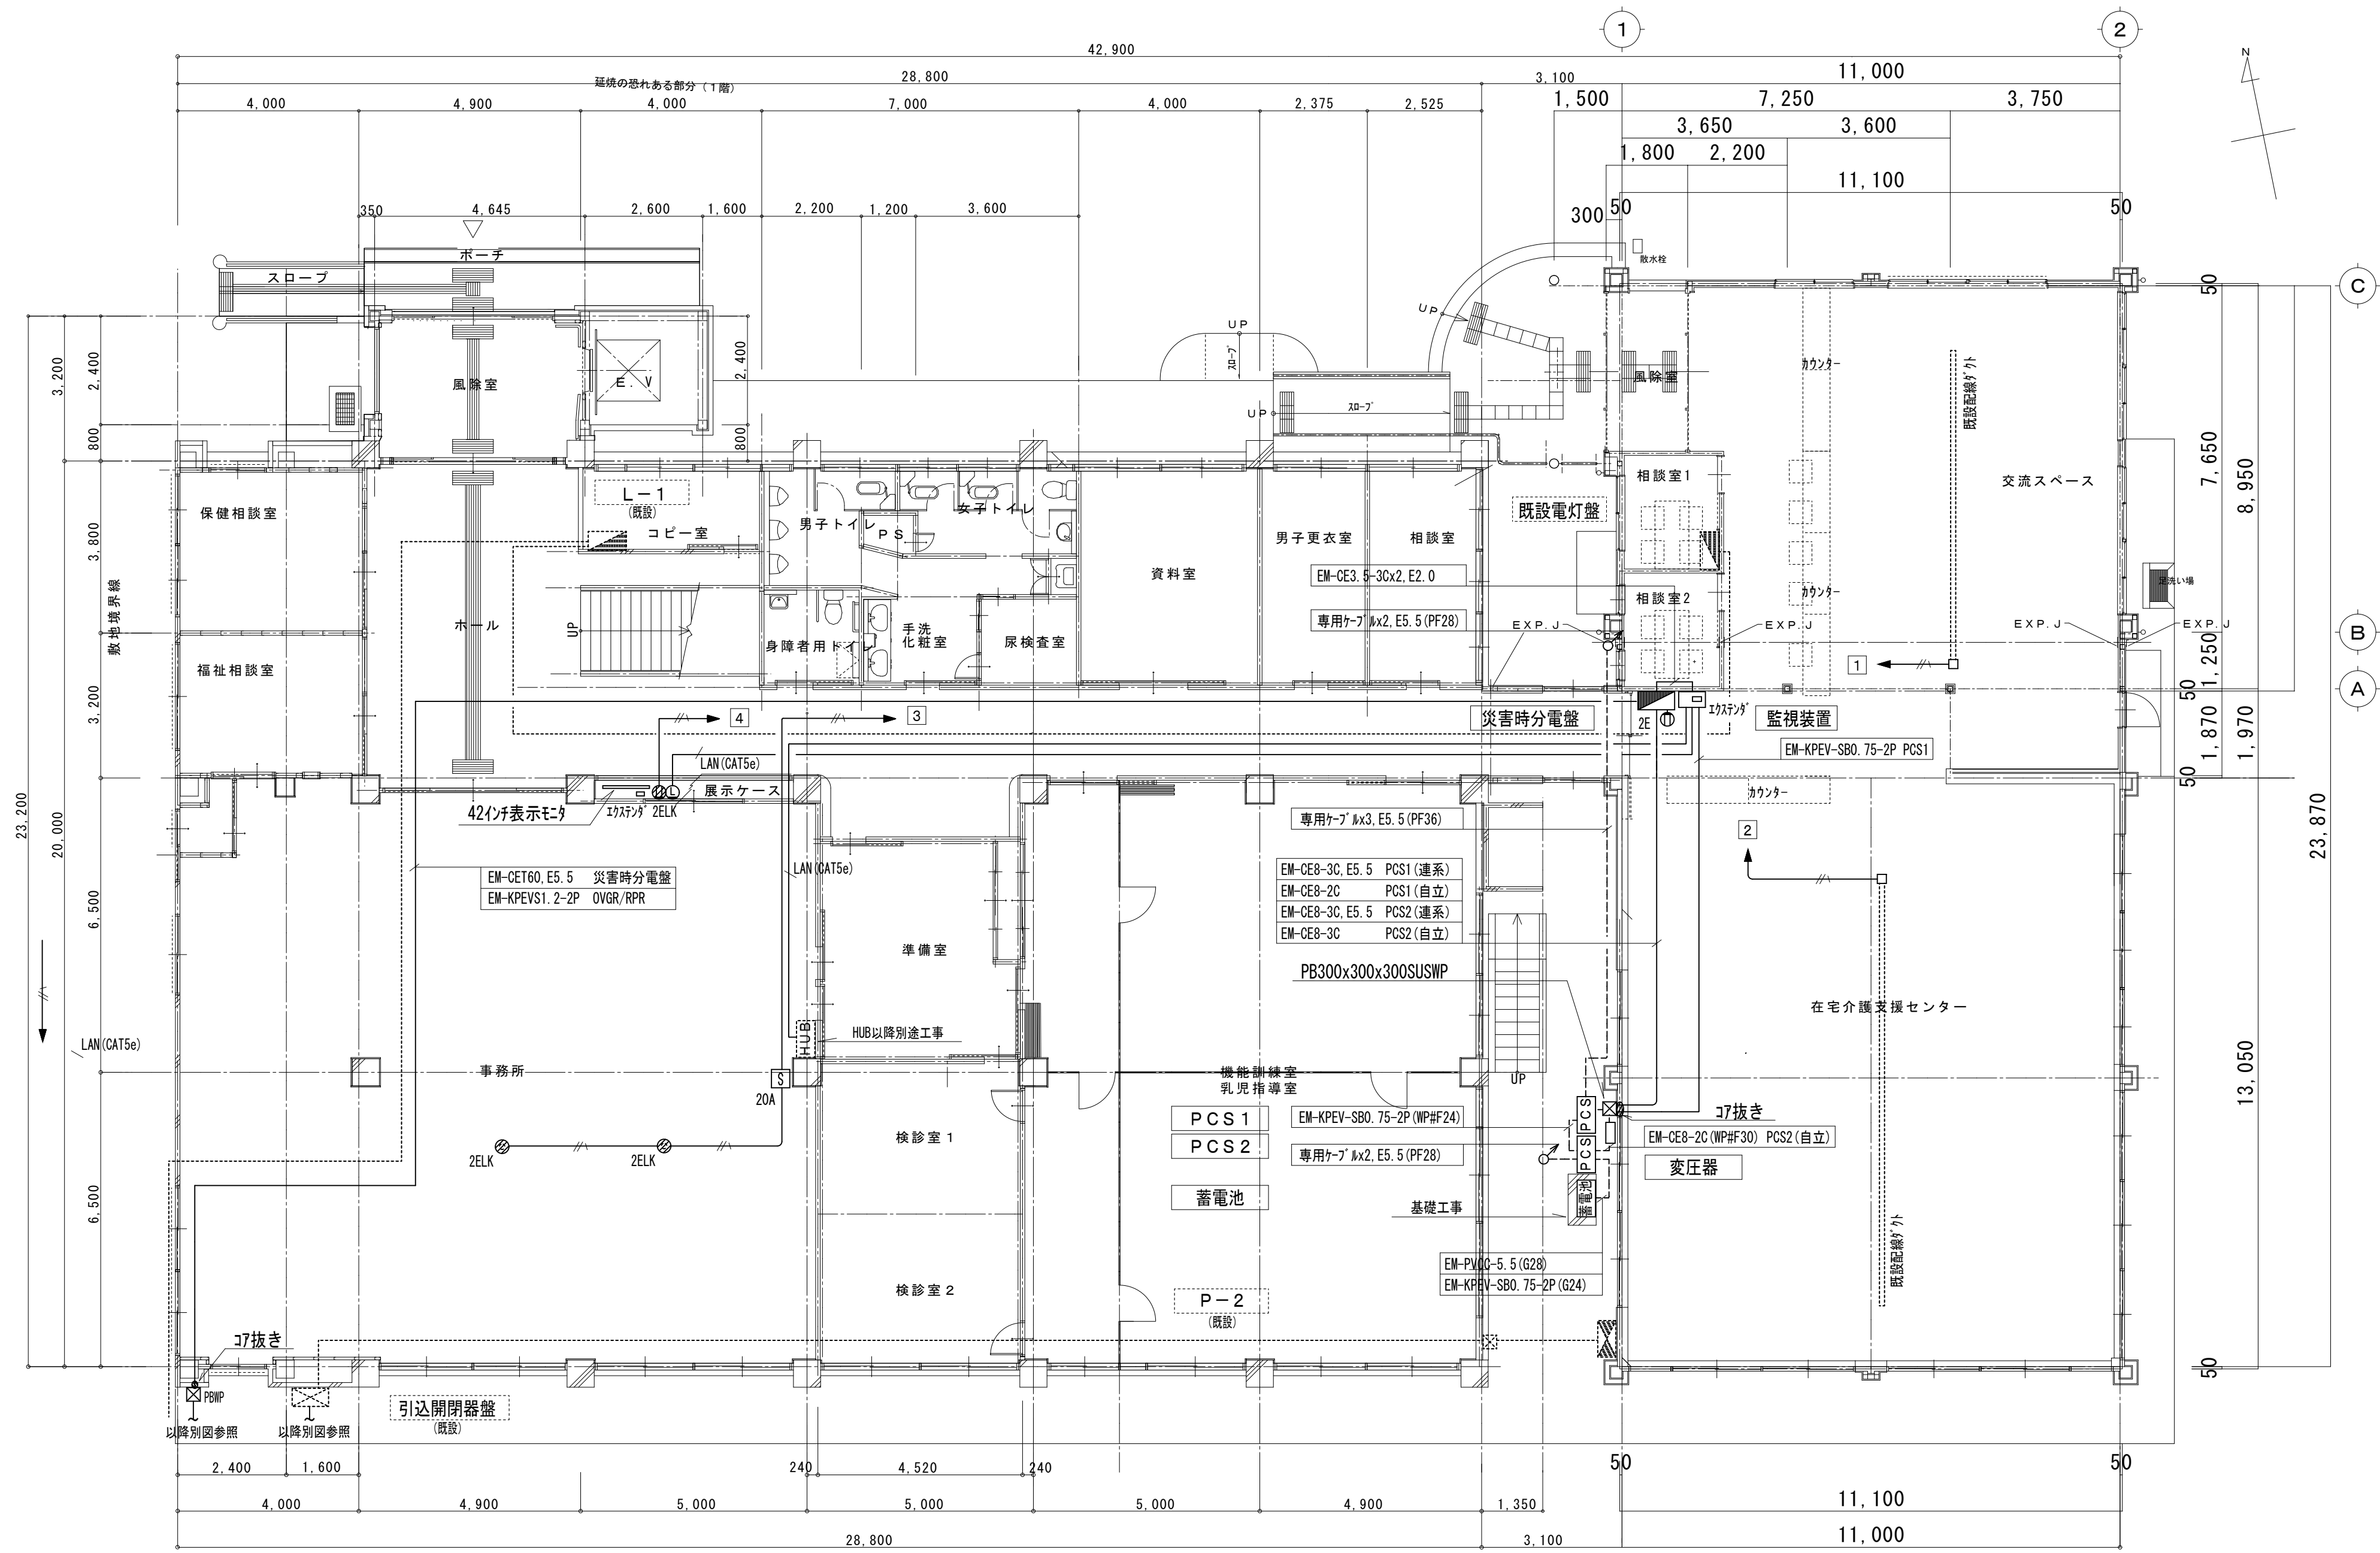 1
2
N
42,900
延焼の恐れある部分(1階)
28,800
3,100
11,000
4,000
4,900
4,000
7,000
4,000
2,375
2,525
1,500
7,250
3,750
3,650
3,600
1,800
2,200
11,100
350
4,645
2,600
1,600
2,200
1,200
3,600
300
50
50
散水栓
ポーチ
スロープ
C
50
UP
UP
スロープ
風除室
E.V
2,400
800
風除室
カウンター
既設配線ダクト
3,200
2,400
800
UP
スロープ
7,650
8,950
保健相談室
L-1
(既設)
コピー室
男子トイレ
PS
女子トイレ
男子更衣室
相談室
既設電灯盤
相談室1
交流スペース
3,800
資料室
EM-CE3.5-3Cx2,E2.0
足洗い場
敷地境界線
ホール
UP
身障者用トイレ
手洗
化粧室
尿検査室
専用ケーブルx2,E5.5(PF28)
相談室2
カウンター
EXP.J
EXP.J
EXP.J
EXP.J
B
福祉相談室
1
1,250
A
3,200
4
3
災害時分電盤
2E
エクステンダ
監視装置
50
1,870
1,970
EM-KPEV-SB0.75-2P PCS1
LAN(CAT5e)
展示ケース
エクステンダ
2ELK
L
42インチ表示モニタ
カウンター
50
23,200
20,000
専用ケーブルx3,E5.5(PF36)
2
23,870
LAN(CAT5e)
EM-CET60,E5.5 災害時分電盤
EM-KPEVS1.2-2P OVGR/RPR
EM-CE8-3C,E5.5 PCS1(連系)
EM-CE8-2C PCS1(自立)
EM-CE8-3C,E5.5 PCS2(連系)
EM-CE8-3C PCS2(自立)
6,500
準備室
PB300x300x300SUSWP
在宅介護支援センター
HUB
HUB以降別途工事
LAN(CAT5e)
事務所
S
20A
機能訓練室
乳児指導室
UP
13,050
PCS1
PCS2
EM-KPEV-SB0.75-2P(WP#F24)
PCS
PCS
コア抜き
EM-CE8-2C(WP#F30) PCS2(自立)
変圧器
検診室1
2ELK
2ELK
専用ケーブルx2,E5.5(PF28)
蓄電池
蓄電池
基礎工事
6,500
既設配線ダクト
EM-PVCC-5.5(G28)
EM-KPEV-SB0.75-2P(G24)
検診室2
P-2
(既設)
コア抜き
50
PBWP
引込開閉器盤
(既設)
以降別図参照
以降別図参照
2,400
1,600
240
4,520
240
50
50
4,000
4,900
5,000
5,000
5,000
4,900
1,350
11,100
28,800
3,100
11,000